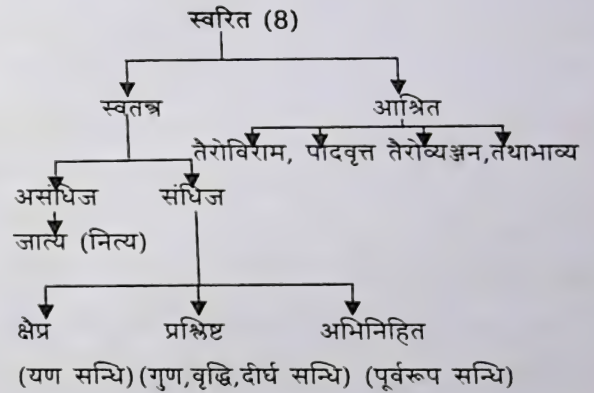 स्वरित (8)
स्वतन्त्र आश्रित
तैरोविराम, पादवृत्त तैरोव्यञ्जन,तथाभाव्य
असंधिज संधिज
जात्य (नित्य)
क्षैप्र प्रश्लिष्ट अभिनिहित
(यण सन्धि) (गुण,वृद्धि,दीर्घ सन्धि) (पूर्वरूप सन्धि)